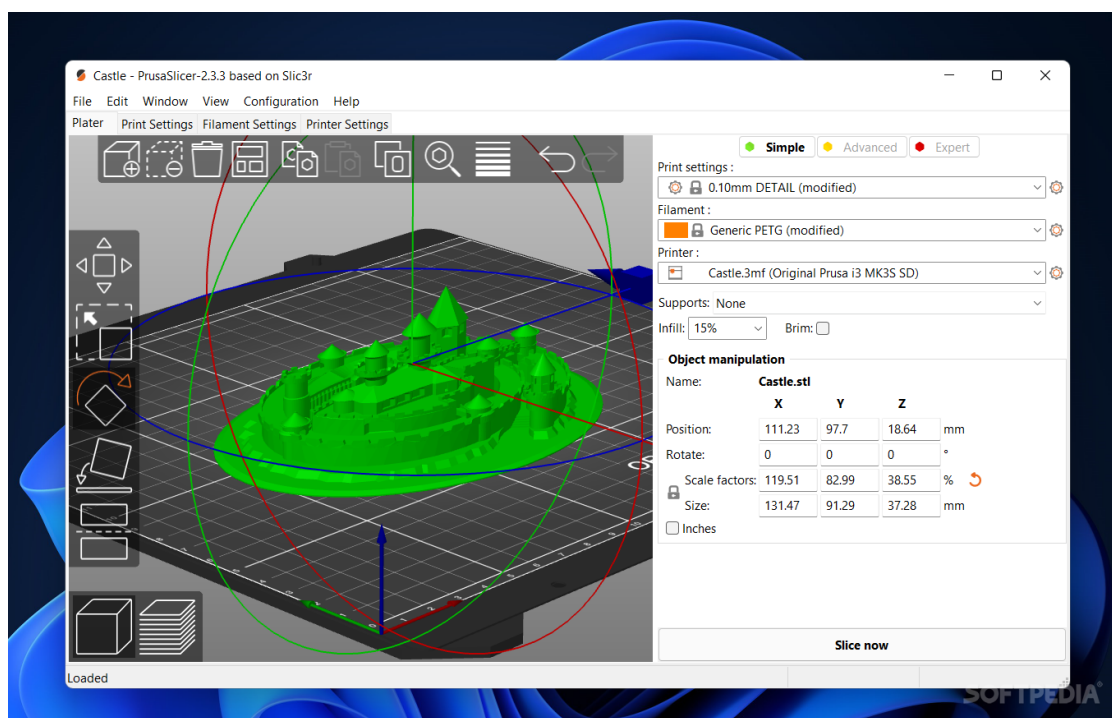 Castle - PrusaSlicer-2.3.3 based on Slic3r
File Edit Window View Configuration Help
Plater Print Settings Filament Settings Printer Settings
Simple Advanced Expert
Print settings :
0.10mm DETAIL (modified)
Filament :
Generic PETG (modified)
Printer :
Castle.3mf (Original Prusa i3 MK3S SD)
Supports: None
Infill: 15% Brim:
Object manipulation
Name: Castle.stl
X Y Z
Position: 111.23 97.7 18.64 mm
Rotate: 0 0 0 °
Scale factors: 119.51 82.99 38.55 %
Size: 131.47 91.29 37.28 mm
Inches
Slice now
Loaded
SOFTPEDIA®